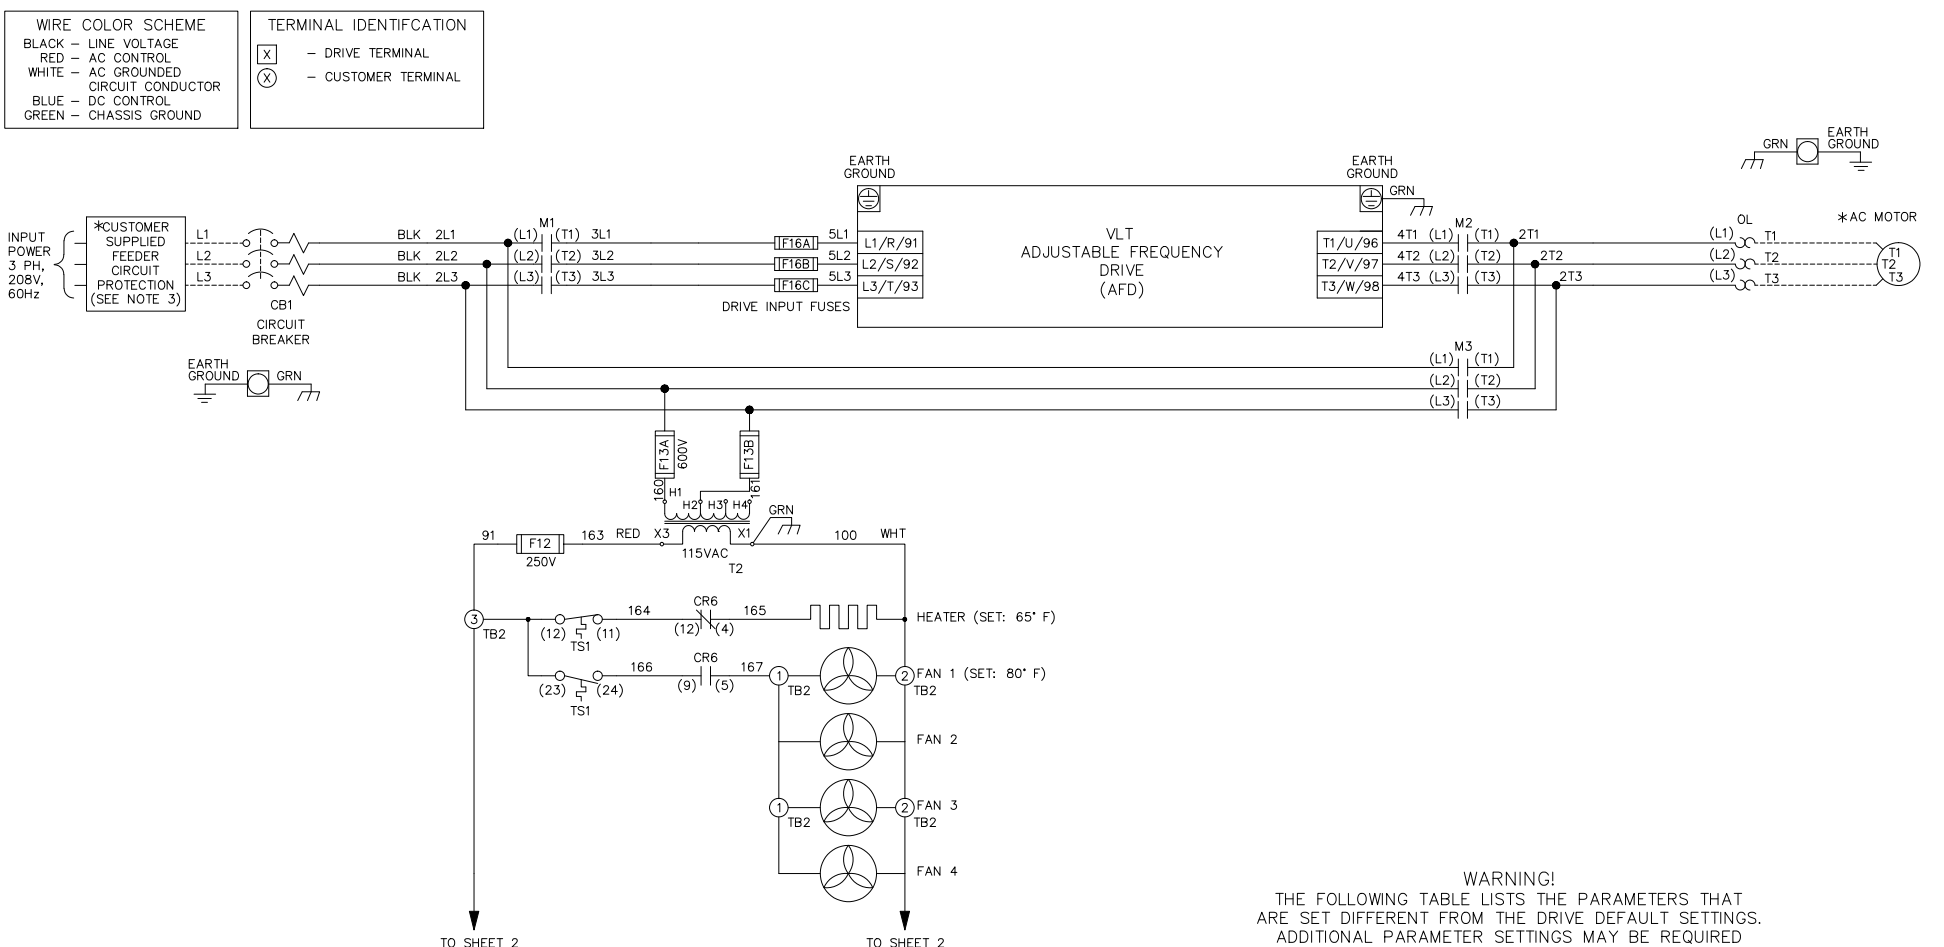 WIRE COLOR SCHEME
BLACK – LINE VOLTAGE
RED – AC CONTROL
WHITE – AC GROUNDED
CIRCUIT CONDUCTOR
BLUE – DC CONTROL
GREEN – CHASSIS GROUND
TERMINAL IDENTIFCATION
X – DRIVE TERMINAL
X – CUSTOMER TERMINAL
GRN
EARTH
GROUND
INPUT
POWER
3 PH,
208V,
60Hz
*CUSTOMER
SUPPLIED
FEEDER
CIRCUIT
PROTECTION
(SEE NOTE 3)
L1
L2
L3
CB1
CIRCUIT
BREAKER
EARTH
GROUND
GRN
BLK 2L1
BLK 2L2
BLK 2L3
M1
(L1) (T1) 3L1
(L2) (T2) 3L2
(L3) (T3) 3L3
F16A 5L1
F16B 5L2
F16C 5L3
DRIVE INPUT FUSES
EARTH
GROUND
L1/R/91
L2/S/92
L3/T/93
VLT
ADJUSTABLE FREQUENCY
DRIVE
(AFD)
EARTH
GROUND
GRN
T1/U/96
T2/V/97
T3/W/98
M2
4T1 (L1) (T1) 2T1
4T2 (L2) (T2) 2T2
4T3 (L3) (T3) 2T3
OL
(L1) T1
(L2) T2
(L3) T3
*AC MOTOR
T1
T2
T3
M3
(L1) (T1)
(L2) (T2)
(L3) (T3)
F13A
600V
F13B
160
161
H1
H2
H3
H4
GRN
91
F12
250V
163
RED
X3
X1
115VAC
T2
100
WHT
3
TB2
(12) (11)
TS1
164
CR6
(12) (4)
165
HEATER (SET: 65° F)
(23) (24)
TS1
166
CR6
(9) (5)
167
1
TB2
2
TB2
FAN 1 (SET: 80° F)
FAN 2
1
TB2
2
TB2
FAN 3
FAN 4
TO SHEET 2
TO SHEET 2
WARNING!
THE FOLLOWING TABLE LISTS THE PARAMETERS THAT
ARE SET DIFFERENT FROM THE DRIVE DEFAULT SETTINGS.
ADDITIONAL PARAMETER SETTINGS MAY BE REQUIRED